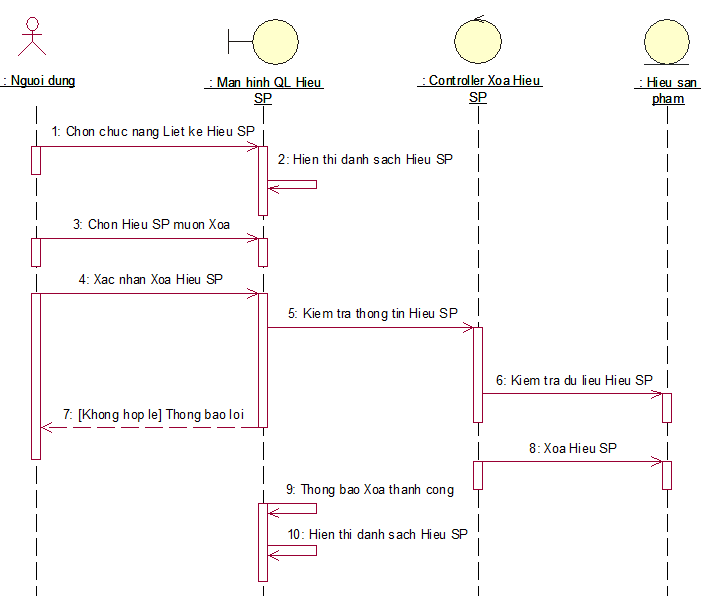 : Nguoi dung
: Man hinh QL Hieu
SP
: Controller Xoa Hieu
SP
: Hieu san
pham
1: Chon chuc nang Liet ke Hieu SP
2: Hien thi danh sach Hieu SP
3: Chon Hieu SP muon Xoa
4: Xac nhan Xoa Hieu SP
5: Kiem tra thong tin Hieu SP
6: Kiem tra du lieu Hieu SP
7: [Khong hop le] Thong bao loi
8: Xoa Hieu SP
9: Thong bao Xoa thanh cong
10: Hien thi danh sach Hieu SP